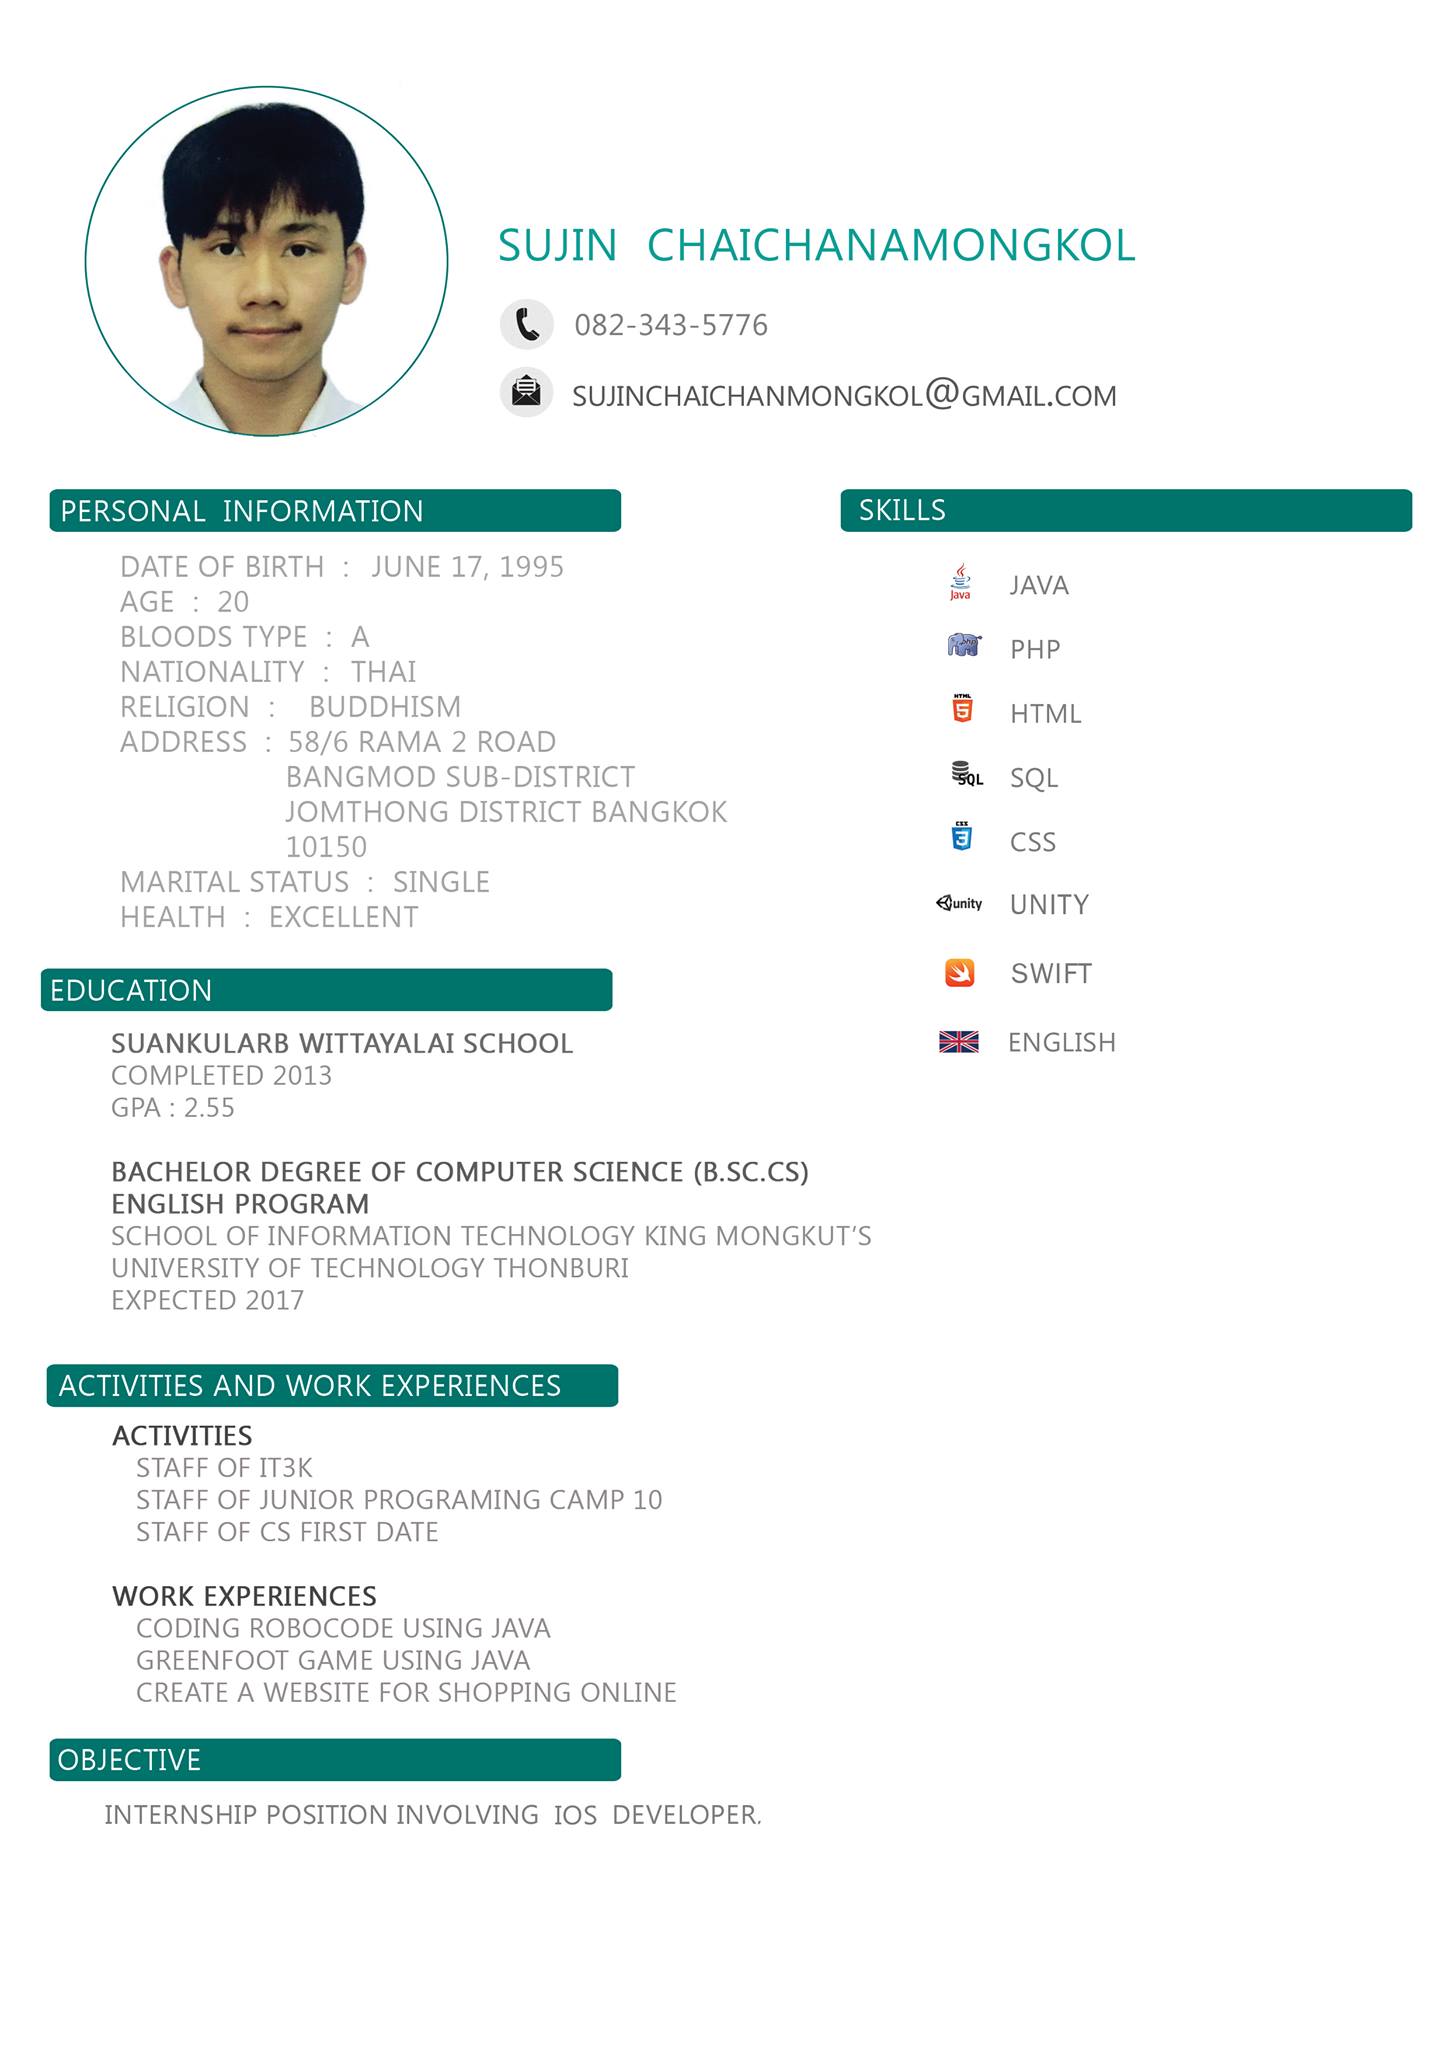 SUJIN CHAICHANAMONGKOL
082-343-5776
SUJINCHAICHANMONGKOL@GMAIL.COM
PERSONAL INFORMATION
DATE OF BIRTH : JUNE 17, 1995
AGE : 20
BLOODS TYPE : A
NATIONALITY : THAI
RELIGION : BUDDHISM
ADDRESS : 58/6 RAMA 2 ROAD
BANGMOD SUB-DISTRICT
JOMTHONG DISTRICT BANGKOK
10150
MARITAL STATUS : SINGLE
HEALTH : EXCELLENT
EDUCATION
SUANKULARB WITTAYALAI SCHOOL
COMPLETED 2013
GPA : 2.55
BACHELOR DEGREE OF COMPUTER SCIENCE (B.SC.CS)
ENGLISH PROGRAM
SCHOOL OF INFORMATION TECHNOLOGY KING MONGKUT’S
UNIVERSITY OF TECHNOLOGY THONBURI
EXPECTED 2017
ACTIVITIES AND WORK EXPERIENCES
ACTIVITIES
STAFF OF IT3K
STAFF OF JUNIOR PROGRAMING CAMP 10
STAFF OF CS FIRST DATE
WORK EXPERIENCES
CODING ROBOCODE USING JAVA
GREENFOOT GAME USING JAVA
CREATE A WEBSITE FOR SHOPPING ONLINE
OBJECTIVE
INTERNSHIP POSITION INVOLVING IOS DEVELOPER.
SKILLS
Java JAVA
php PHP
HTML 5 HTML
SQL SQL
CSS 3 CSS
unity UNITY
SWIFT
ENGLISH